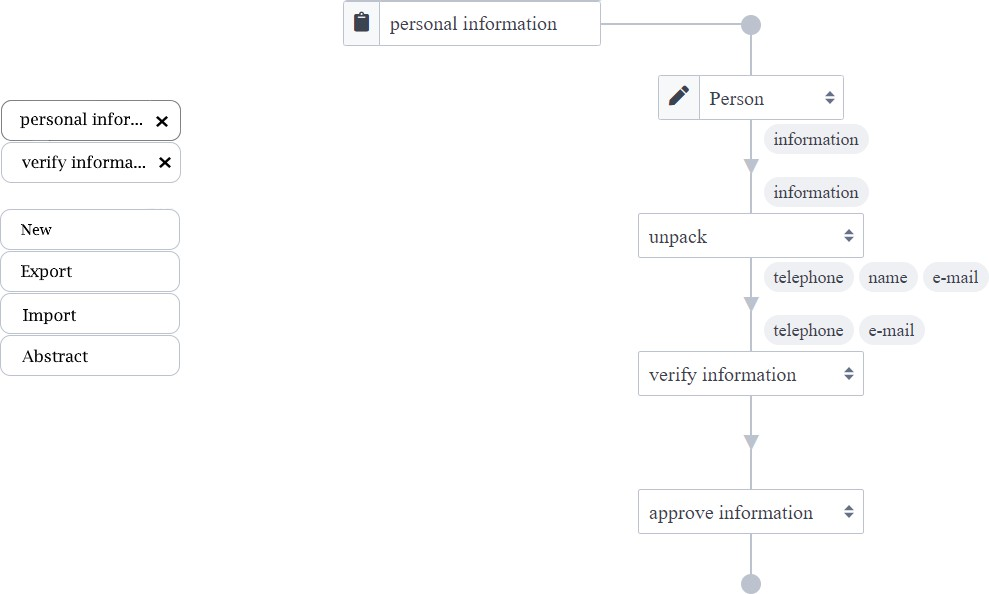 personal information
Person
personal infor...
information
verify informa...
information
New
unpack
Export
telephone name e-mail
Import
telephone e-mail
Abstract
verify information
approve information